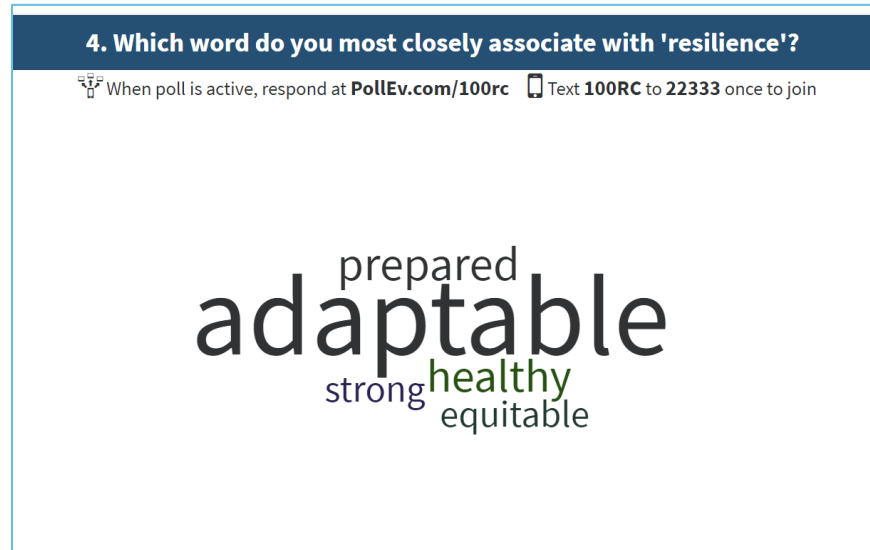 4. Which word do you most closely associate with 'resilience'?
When poll is active, respond at PollEv.com/100rc Text 100RC to 22333 once to join
prepared
adaptable
healthy
strong
equitable